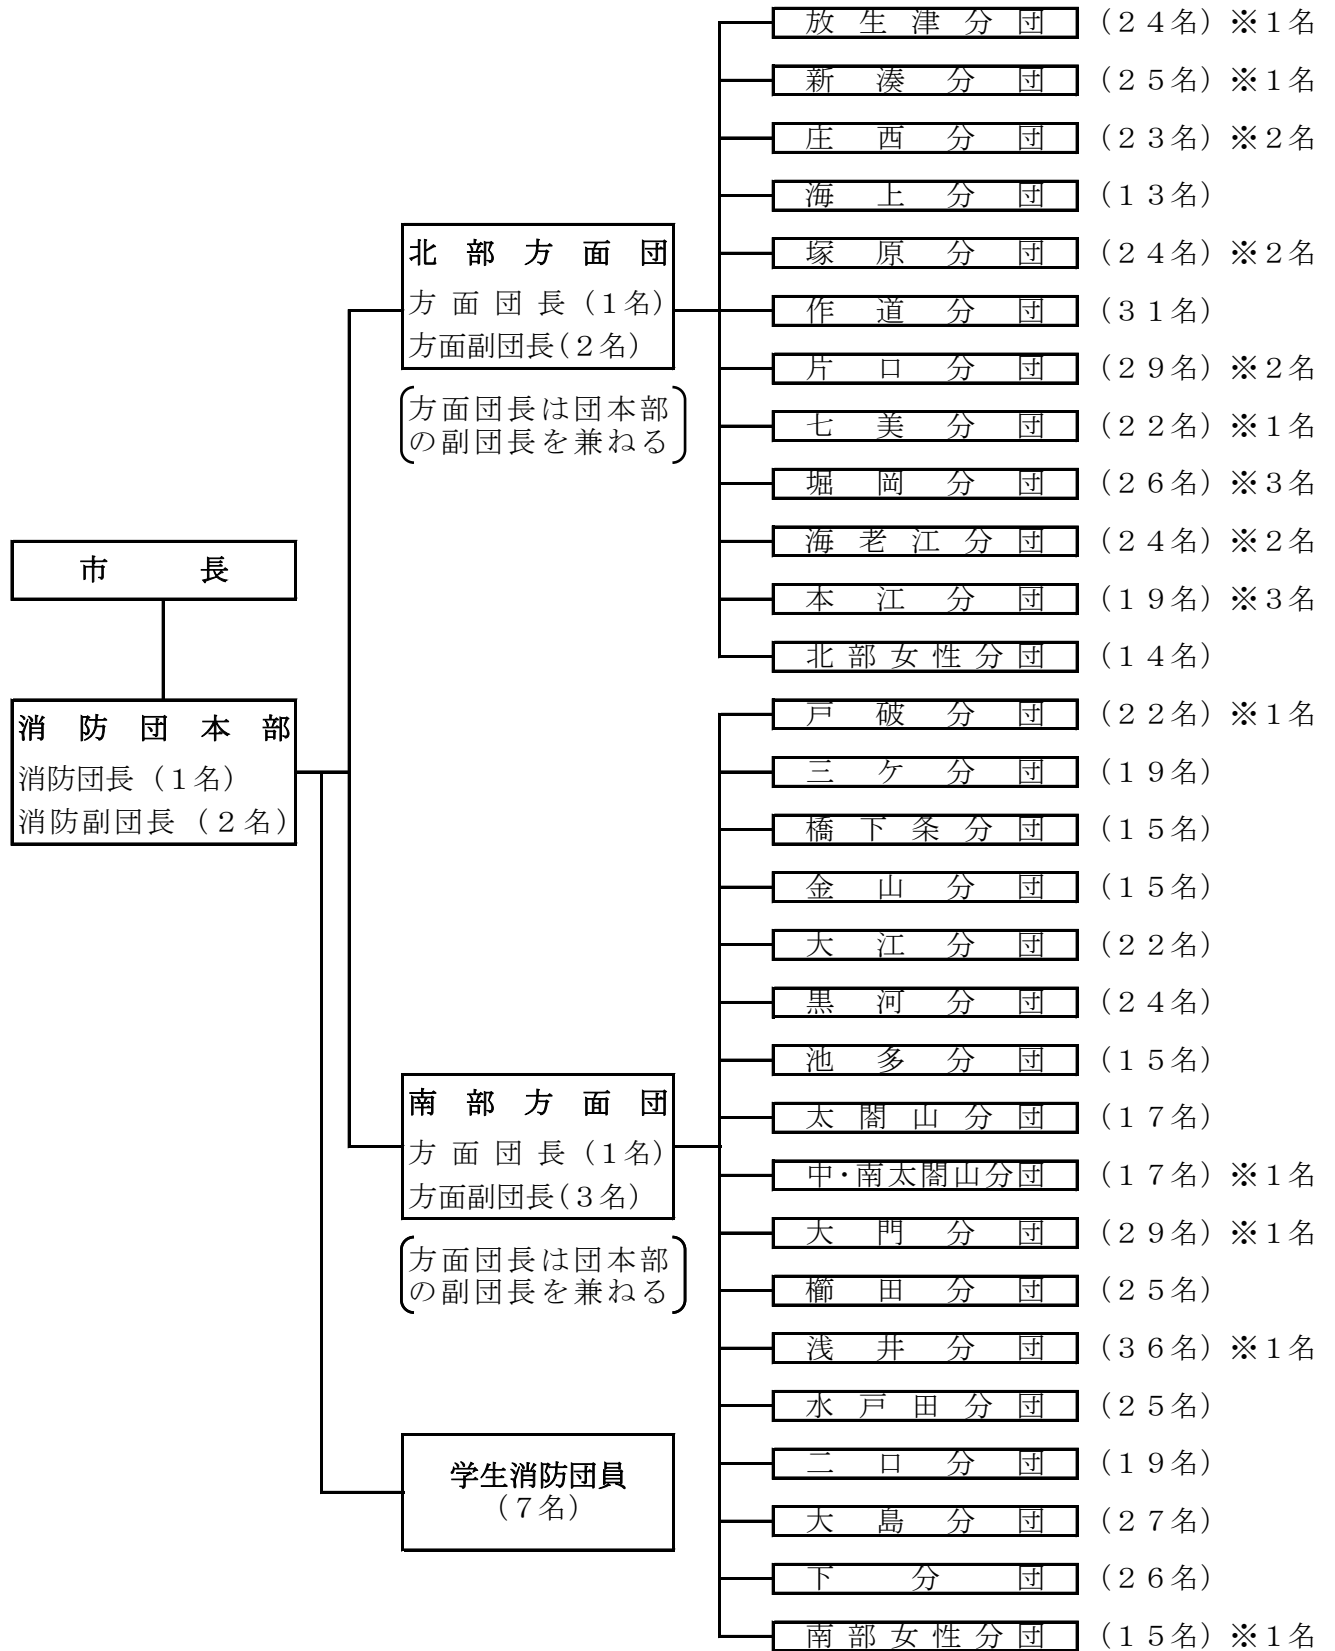 市長
消防団本部
消防団長（１名）
消防副団長（２名）
北部方面団
方面団長（１名）
方面副団長（２名）
方面団長は団本部
の副団長を兼ねる
放生津分団（２４名）※１名
新湊分団（２５名）※１名
庄西分団（２３名）※２名
海上分団（１３名）
塚原分団（２４名）※２名
作道分団（３１名）
片口分団（２９名）※２名
七美分団（２２名）※１名
堀岡分団（２６名）※３名
海老江分団（２４名）※２名
本江分団（１９名）※３名
北部女性分団（１４名）
南部方面団
方面団長（１名）
方面副団長（３名）
方面団長は団本部
の副団長を兼ねる
戸破分団（２２名）※１名
三ケ分団（１９名）
橋下条分団（１５名）
金山分団（１５名）
大江分団（２２名）
黒河分団（２４名）
池多分団（１５名）
太閤山分団（１７名）
中・南太閤山分団（１７名）※１名
大門分団（２９名）※１名
櫛田分団（２５名）
浅井分団（３６名）※１名
水戸田分団（２５名）
二口分団（１９名）
大島分団（２７名）
下分団（２６名）
南部女性分団（１５名）※１名
学生消防団員
（７名）